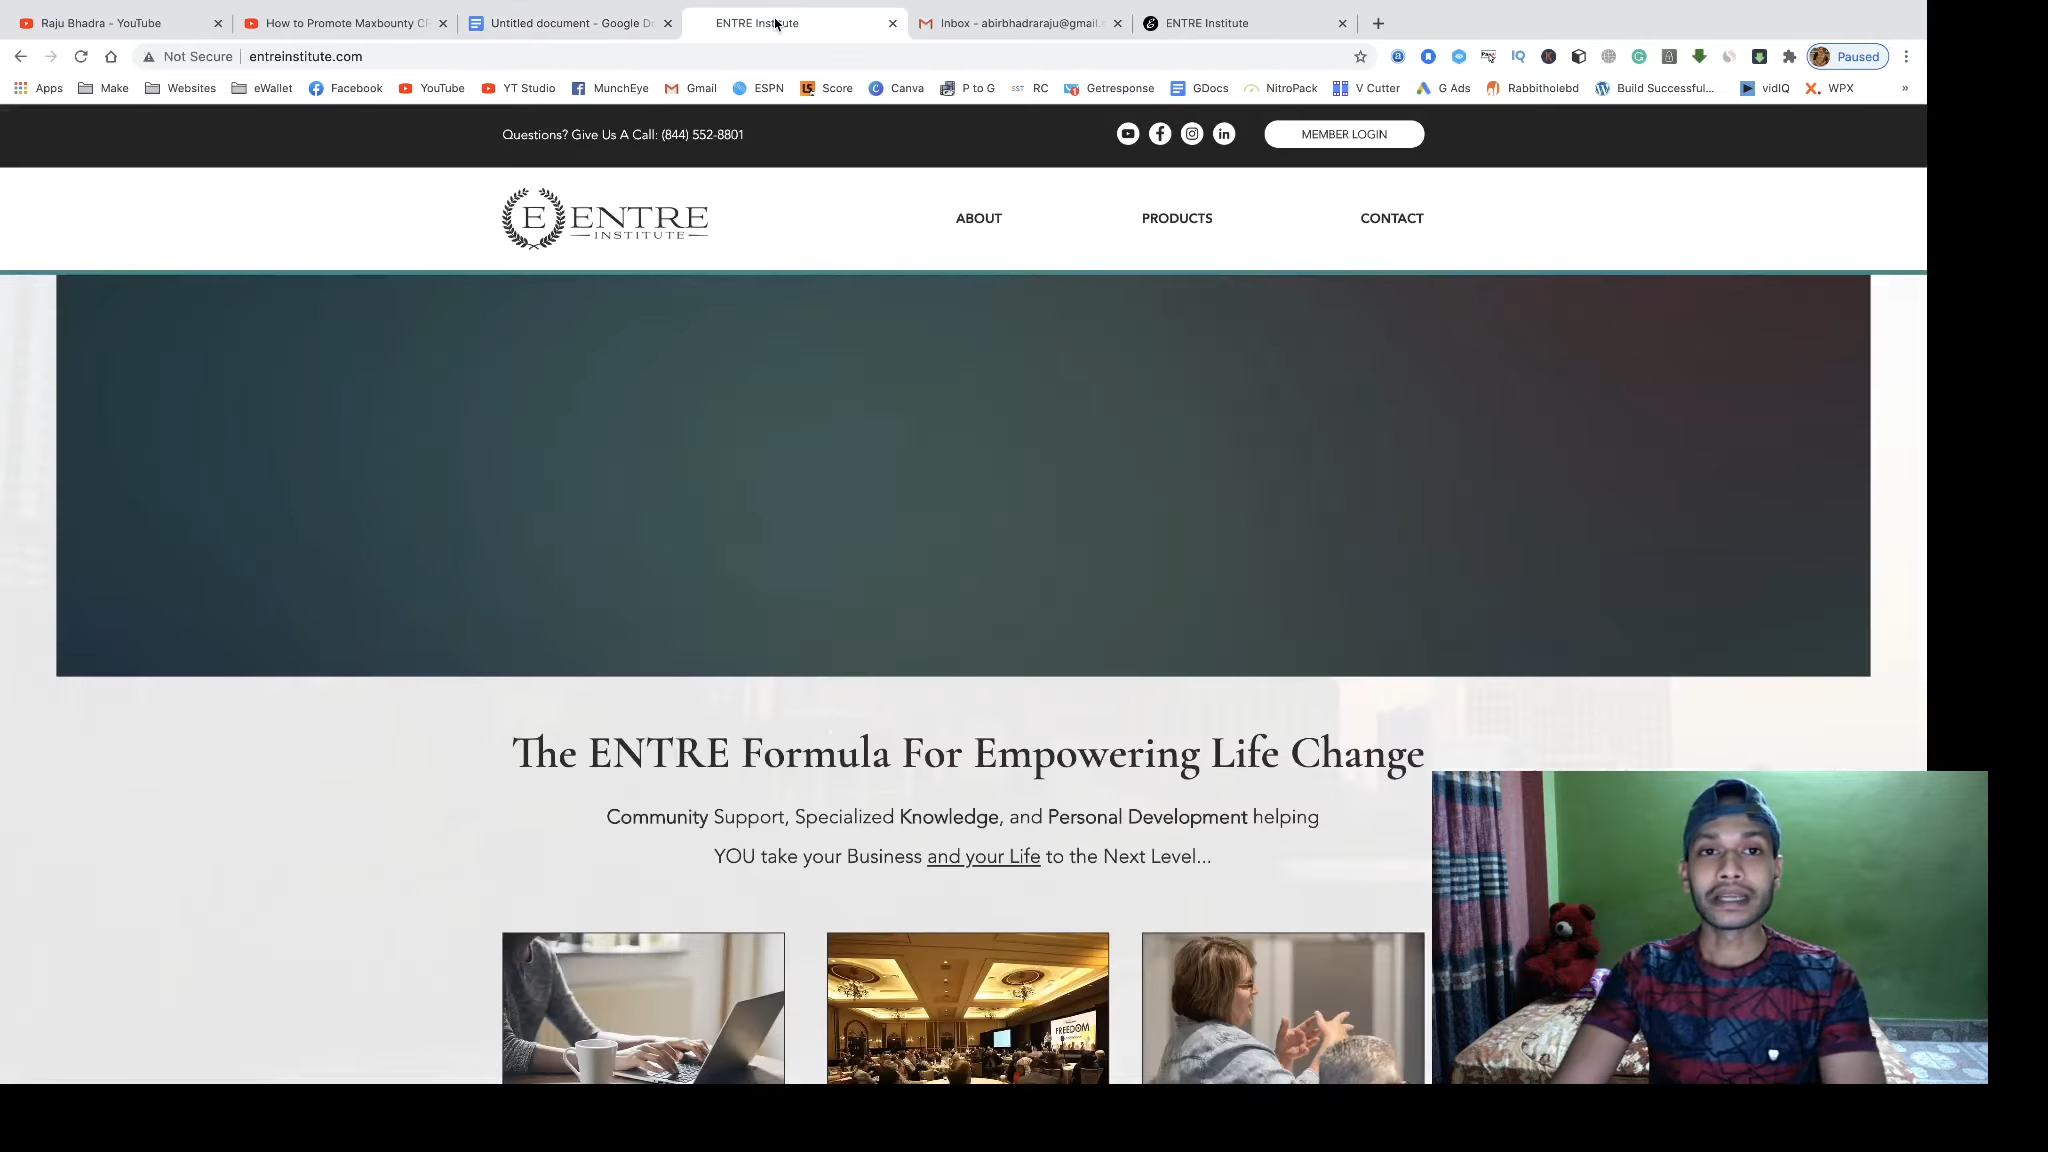 Raju Bhadra - YouTube
How to Promote Maxbounty CP
Untitled document - Google Do
ENTRE Institute
Inbox - abirbhadraraju@gmail.c
ENTRE Institute
Not Secure
entreinstitute.com
Paused
Apps
Make
Websites
eWallet
Facebook
YouTube
YT Studio
MunchEye
Gmail
ESPN
Score
Canva
P to G
SST
RC
Getresponse
GDocs
NitroPack
V Cutter
G Ads
Rabbitholebd
Build Successful...
vidIQ
WPX
»
Questions? Give Us A Call: (844) 552-8801
MEMBER LOGIN
E ENTRE
INSTITUTE
ABOUT
PRODUCTS
CONTACT
The ENTRE Formula For Empowering Life Change
Community Support, Specialized Knowledge, and Personal Development helping
YOU take your Business and your Life to the Next Level...
FREEDOM